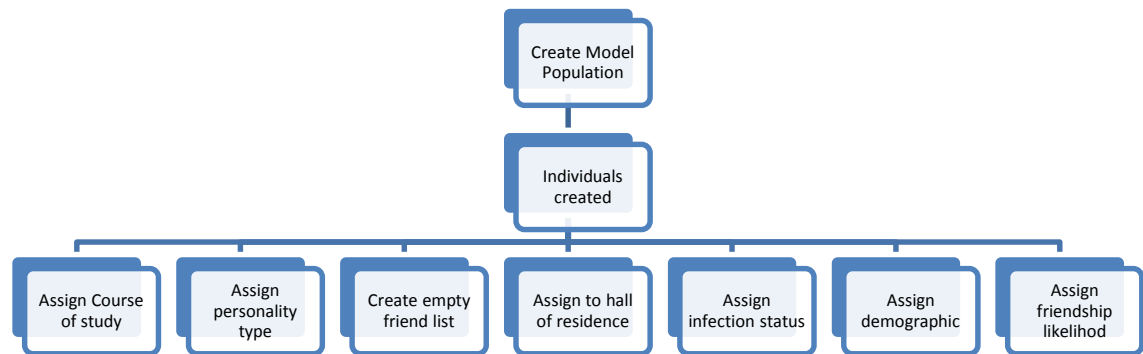 Create Model
Population
Individuals
created
Assign Course
of study
Assign
personality
type
Create empty
friend list
Assign to hall
of residence
Assign
infection status
Assign
demographic
Assign
friendship
likelihod